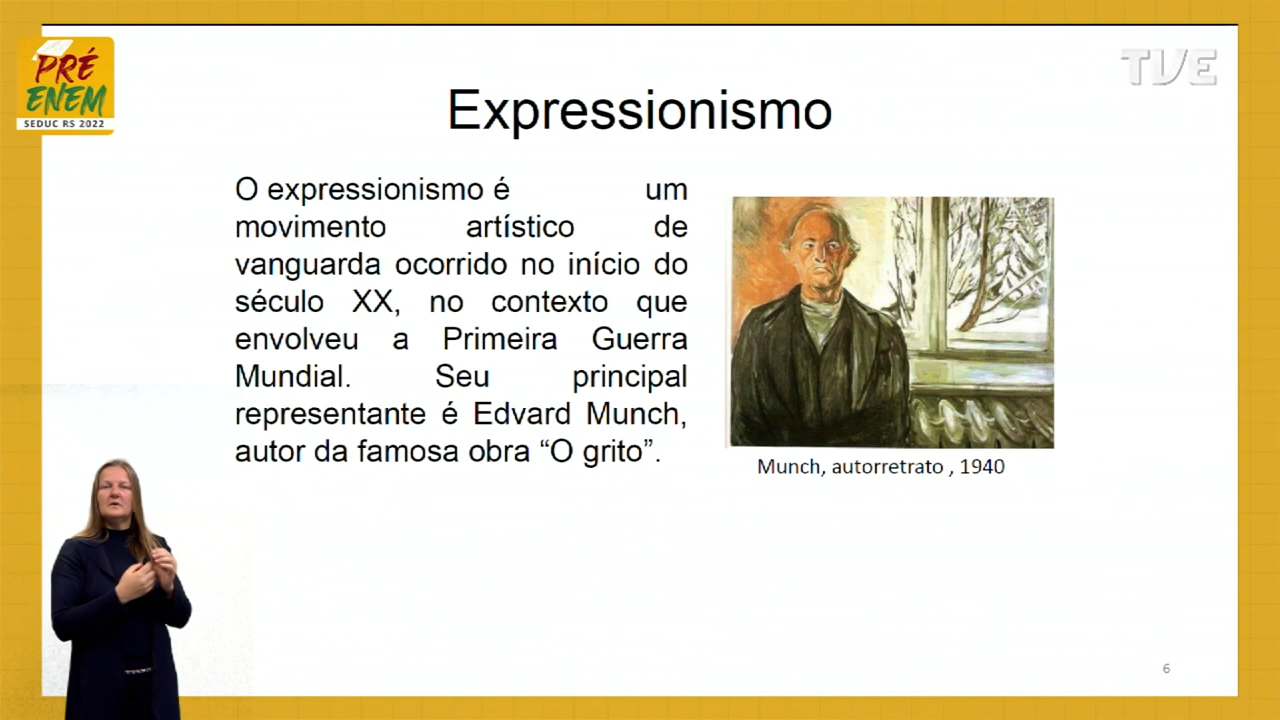 PRÉ
ENEM
SEDUC RS 2022
TVE
Expressionismo
O expressionismo é um
movimento artístico de
vanguarda ocorrido no início do
século XX, no contexto que
envolveu a Primeira Guerra
Mundial. Seu principal
representante é Edvard Munch,
autor da famosa obra “O grito”.
Munch, autorretrato , 1940
6